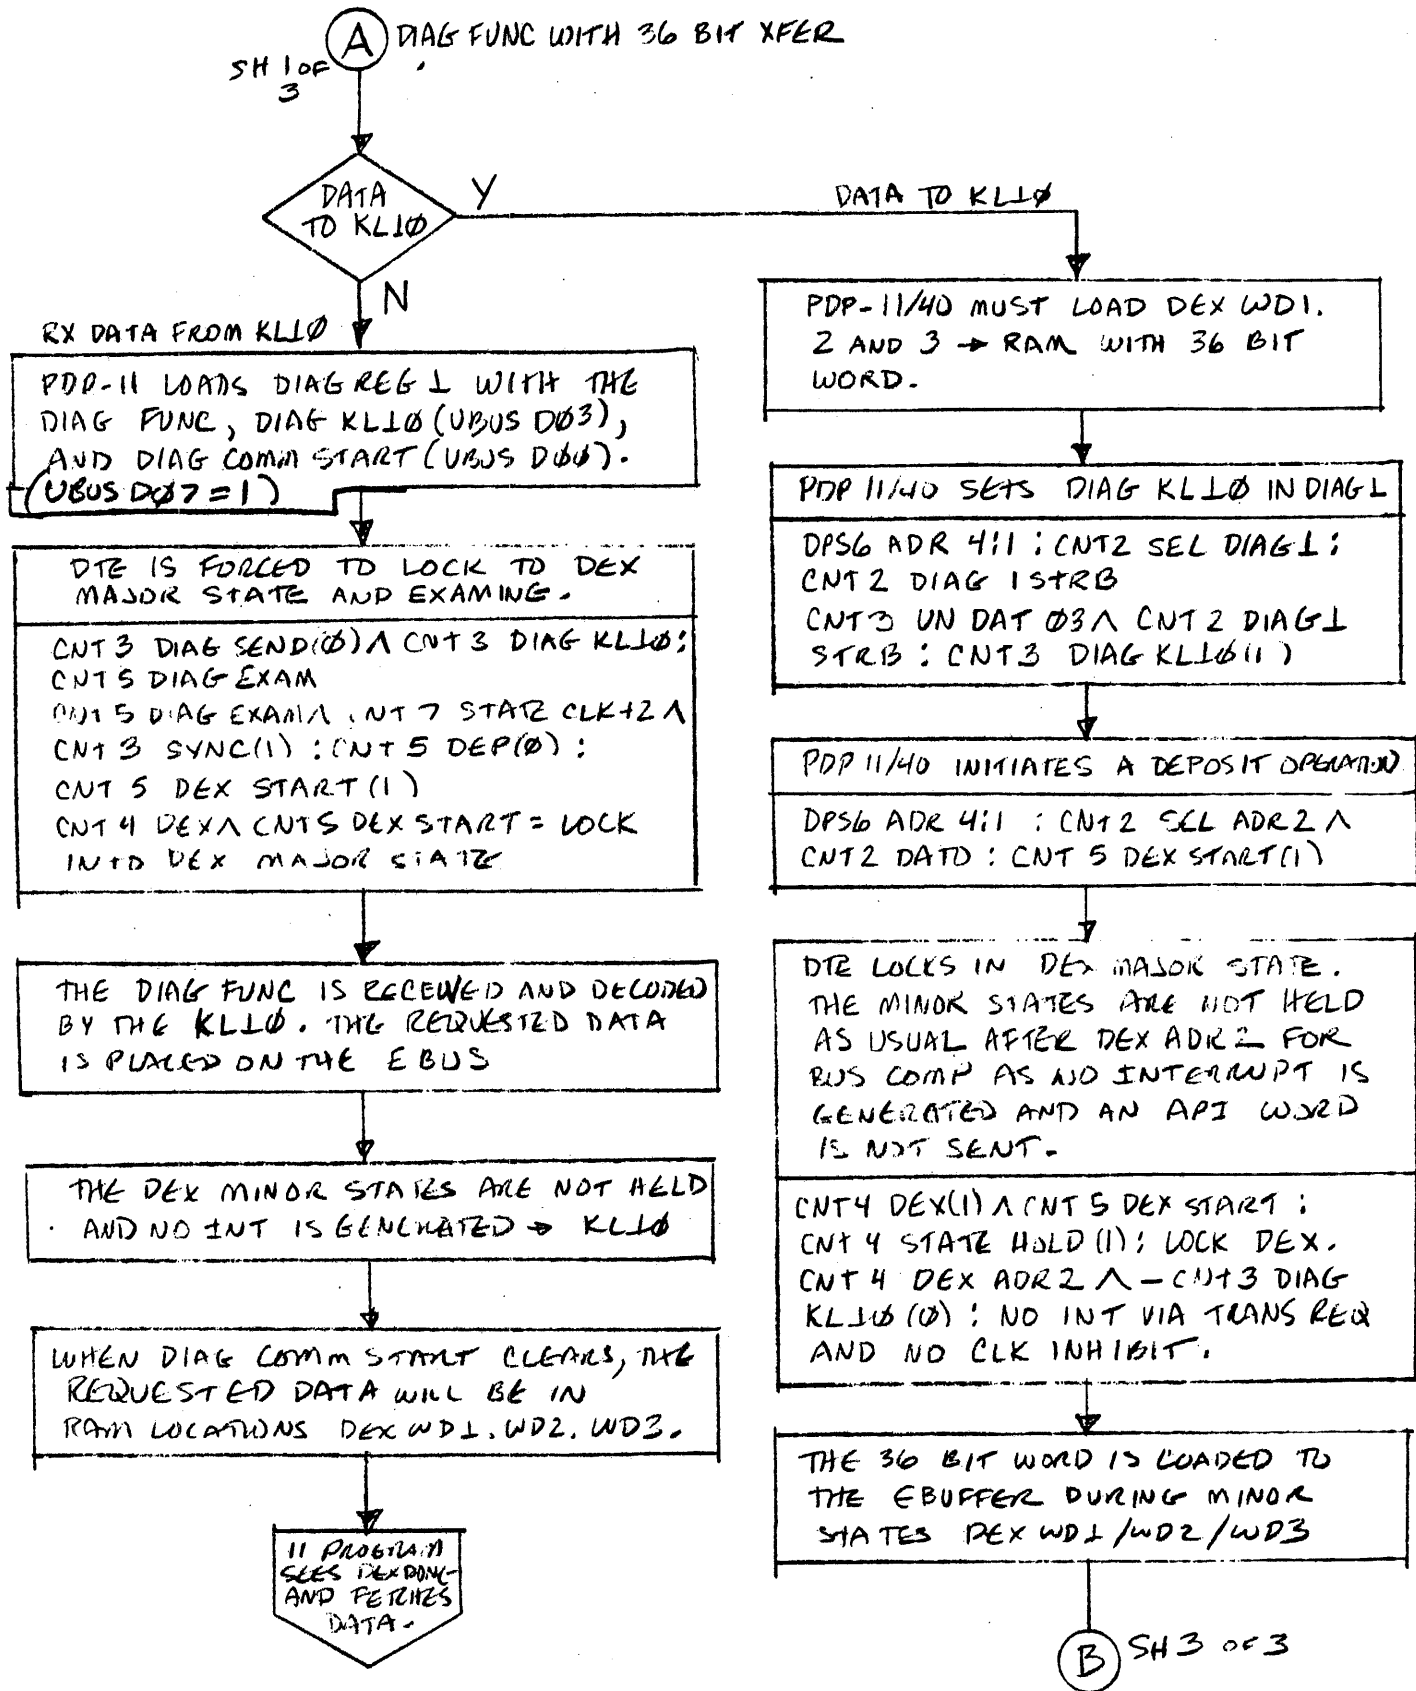 A DIAG FUNC WITH 36 BIT XFER
SH 1 OF
3
DATA
TO KL10
Y
N
DATA TO KL10
RX DATA FROM KL10
PDP-11 LOADS DIAG REG 1 WITH THE
DIAG FUNC, DIAG KL10 (UBUS D03),
AND DIAG COMM START (UBUS D00).
(UBUS D07 = 1)
DTE IS FORCED TO LOCK TO DEX
MAJOR STATE AND EXAMING.
CNT 3 DIAG SEND(0) Λ CNT 3 DIAG KL10:
CNT 5 DIAG EXAM
CNT 5 DIAG EXAM Λ CNT 7 STATE CLK+2 Λ
CNT 3 SYNC(1) : CNT 5 DEP(0) :
CNT 5 DEX START (1)
CNT 4 DEX Λ CNT 5 DEX START = LOCK
INTO DEX MAJOR STATE
THE DIAG FUNC IS RECEIVED AND DECODED
BY THE KL10. THE REQUESTED DATA
IS PLACED ON THE EBUS
THE DEX MINOR STATES ARE NOT HELD
AND NO INT IS GENERATED → KL10
WHEN DIAG COMM START CLEARS, THE
REQUESTED DATA WILL BE IN
RAM LOCATIONS DEX WD1. WD2. WD3.
11 PROGRAM
SEES DEX DONE
AND FETCHES
DATA.
PDP-11/40 MUST LOAD DEX WD1.
2 AND 3 → RAM WITH 36 BIT
WORD.
PDP 11/40 SETS DIAG KL10 IN DIAG 1
DPS6 ADR 4:1 : CNT2 SEL DIAG1 :
CNT 2 DIAG 1 STRB
CNT 3 UN DAT 03 Λ CNT 2 DIAG1
STRB : CNT3 DIAG KL10(1)
PDP 11/40 INITIATES A DEPOSIT OPERATION
DPS6 ADR 4:1 : CNT2 SEL ADR2 Λ
CNT2 DATO : CNT 5 DEX START(1)
DTE LOCKS IN DEX MAJOR STATE.
THE MINOR STATES ARE NOT HELD
AS USUAL AFTER DEX ADR 2 FOR
BUS COMP AS NO INTERRUPT IS
GENERATED AND AN API WORD
IS NOT SENT.
CNT4 DEX(1) Λ CNT 5 DEX START :
CNT 4 STATE HOLD (1) : LOCK DEX.
CNT 4 DEX ADR 2 Λ - CNT 3 DIAG
KL10 (0) : NO INT VIA TRANS REQ
AND NO CLK INHIBIT.
THE 36 BIT WORD IS LOADED TO
THE EBUFFER DURING MINOR
STATES DEX WD1 / WD2 / WD3
B SH 3 OF 3